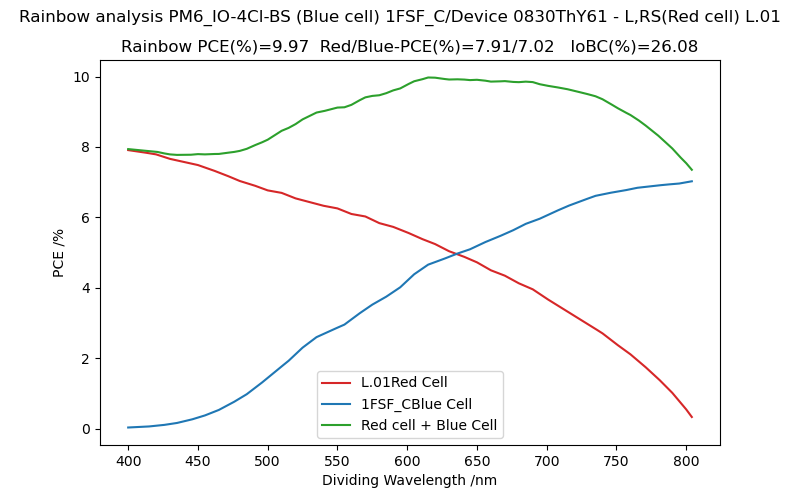 Rainbow analysis PM6_IO-4Cl-BS (Blue cell) 1FSF_C/Device 0830ThY61 - L,RS(Red cell) L.01
Rainbow PCE(%)=9.97  Red/Blue-PCE(%)=7.91/7.02   IoBC(%)=26.08
10
8
6
4
2
0
PCE /%
L.01Red Cell
1FSF_CBlue Cell
Red cell + Blue Cell
400 450 500 550 600 650 700 750 800
Dividing Wavelength /nm